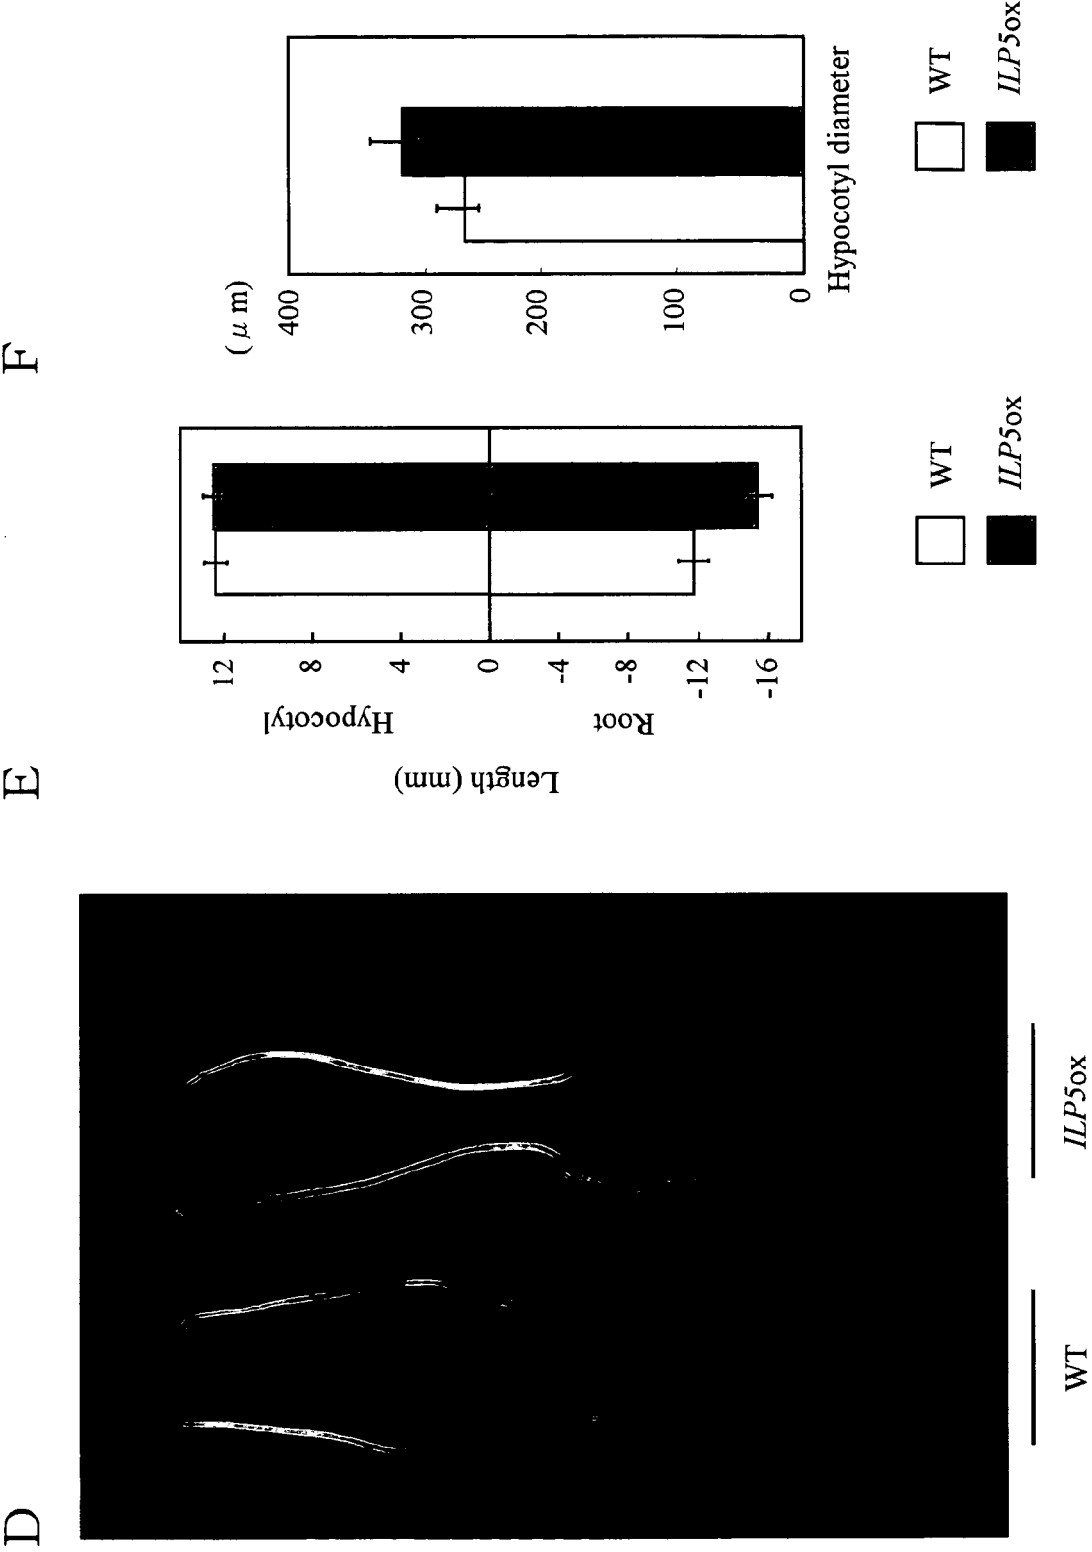 D
WT
ILP5ox
E
Length (mm)
Hypocotyl
Root
12
8
4
0
-4
-8
-12
-16
WT
ILP5ox
F
( μ m)
400
300
200
100
0
Hypocotyl diameter
WT
ILP5ox